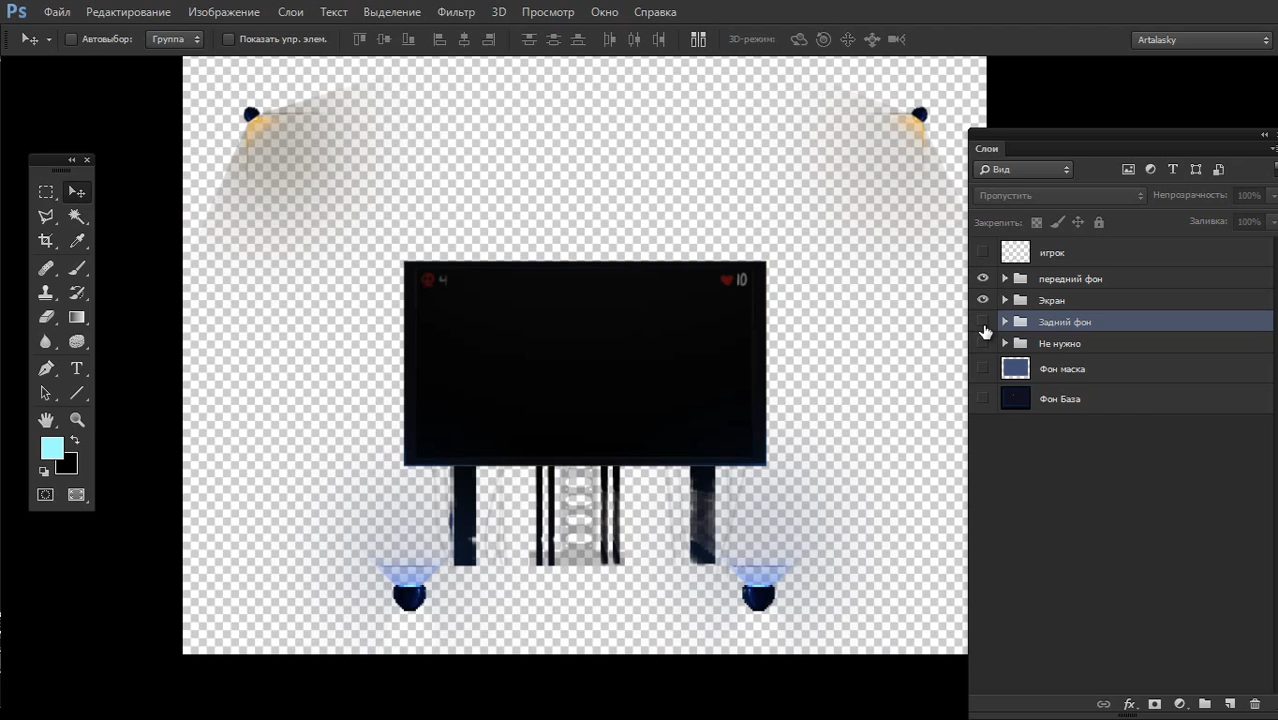 Ps Файл Редактирование Изображение Слои Текст Выделение Фильтр 3D Просмотр Окно Справка
Автовыбор: Группа Показать упр. элем. 3D-режим: Artalasky
Слои
Вид
Пропустить Непрозрачность: 100%
Закрепить: Заливка: 100%
игрок
передний фон
Экран
Задний фон
Не нужно
Фон маска
Фон База
4 10